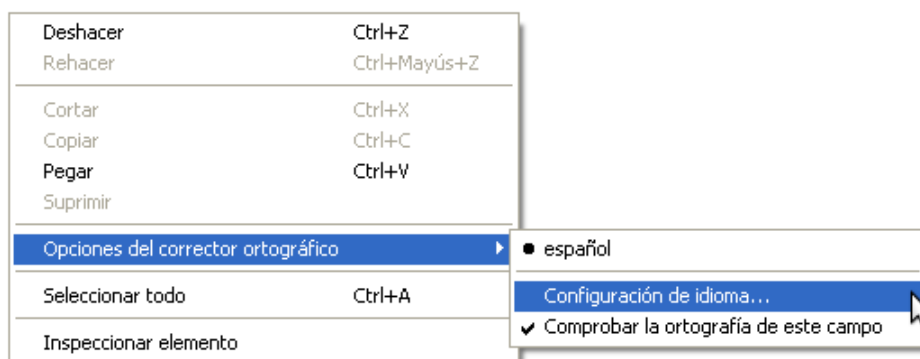 Deshacer Ctrl+Z
Rehacer Ctrl+Mayús+Z
Cortar Ctrl+X
Copiar Ctrl+C
Pegar Ctrl+V
Suprimir
Opciones del corrector ortográfico
español
Configuración de idioma...
Comprobar la ortografía de este campo
Seleccionar todo Ctrl+A
Inspeccionar elemento